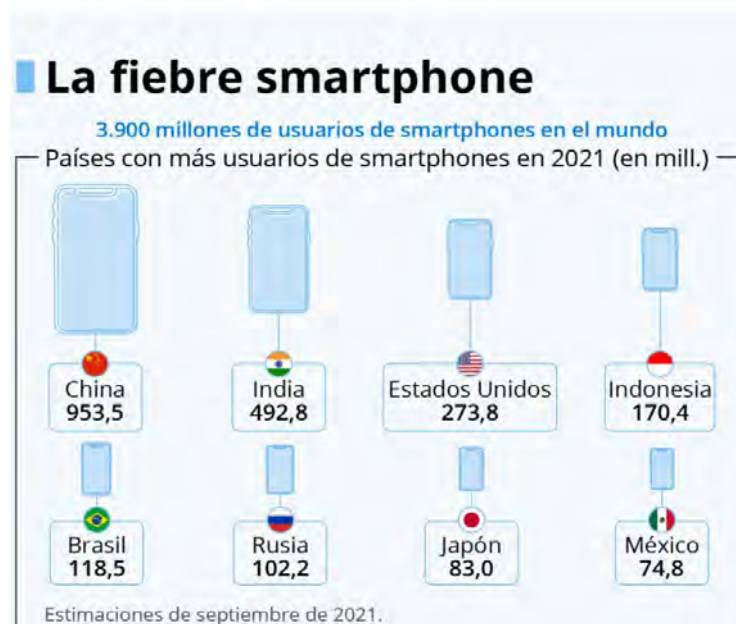 La fiebre smartphone
3.900 millones de usuarios de smartphones en el mundo
Países con más usuarios de smartphones en 2021 (en mill.)
China
953,5
India
492,8
Estados Unidos
273,8
Indonesia
170,4
Brasil
118,5
Rusia
102,2
Japón
83,0
México
74,8
Estimaciones de septiembre de 2021.